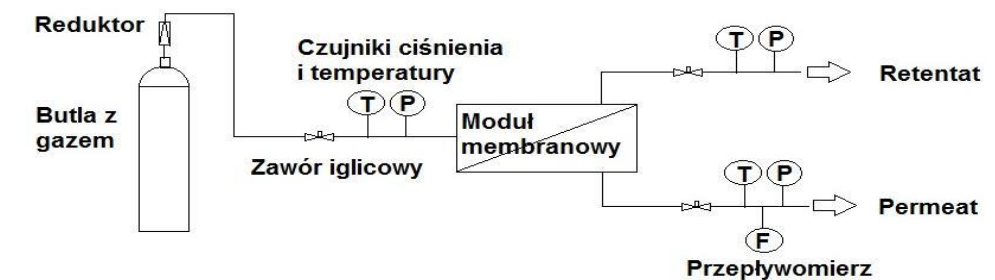 Reduktor
Butla z
gazem
Czujniki ciśnienia
i temperatury
T P
Zawór iglicowy
Moduł
membranowy
T P
Retentat
T P
Permeat
F
Przepływomierz